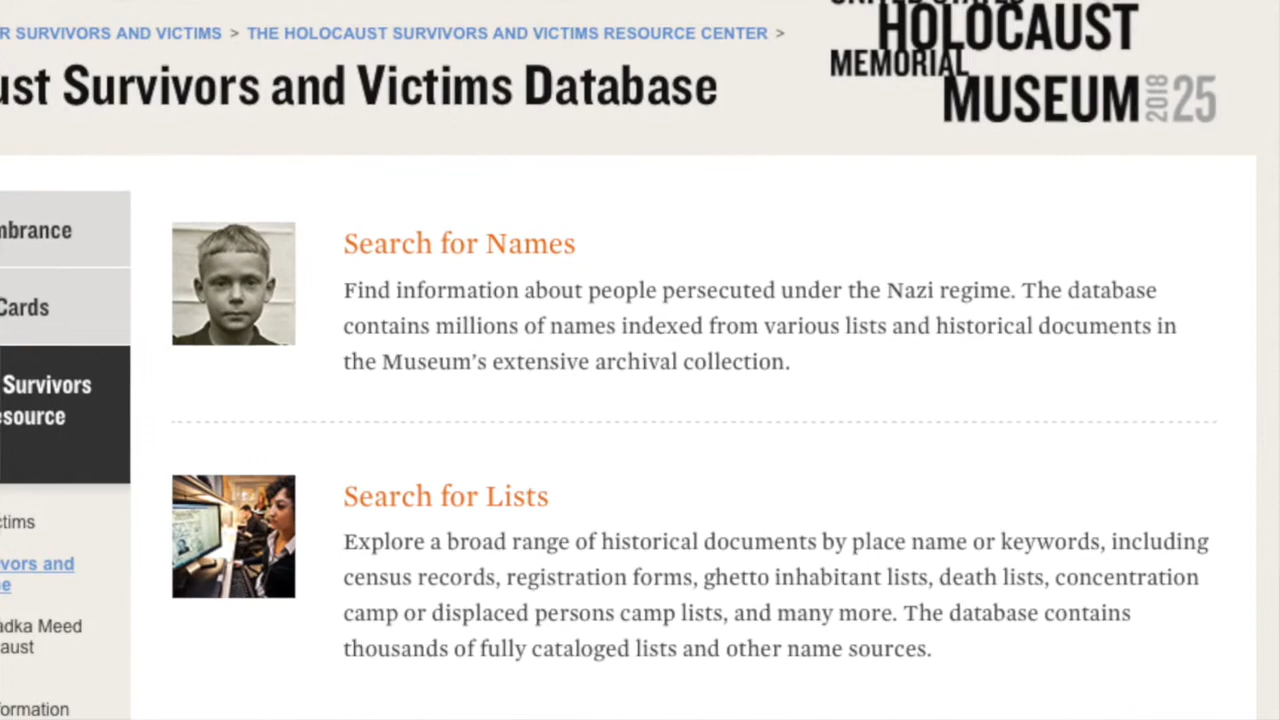 R SURVIVORS AND VICTIMS > THE HOLOCAUST SURVIVORS AND VICTIMS RESOURCE CENTER >
ust Survivors and Victims Database
UNITED STATES
HOLOCAUST
MEMORIAL
MUSEUM 2018 25
mbrance
Cards
Survivors
esource
ctims
vors and
e
adka Meed
aust
ormation
Search for Names
Find information about people persecuted under the Nazi regime. The database
contains millions of names indexed from various lists and historical documents in
the Museum’s extensive archival collection.
Search for Lists
Explore a broad range of historical documents by place name or keywords, including
census records, registration forms, ghetto inhabitant lists, death lists, concentration
camp or displaced persons camp lists, and many more. The database contains
thousands of fully cataloged lists and other name sources.